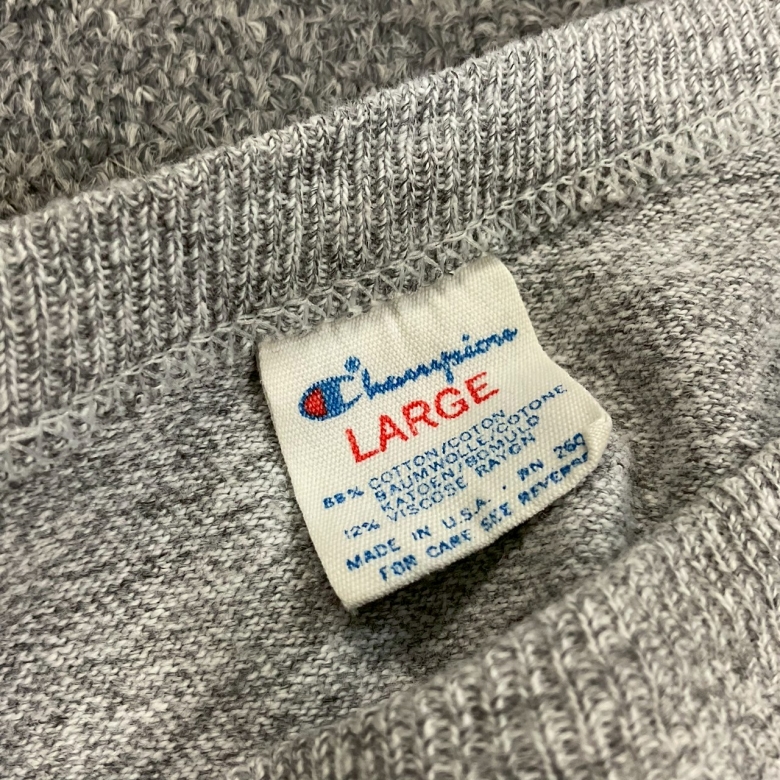 Champion
LARGE
88% COTTON/COTON
BAUMWOLLE/COTONE
KATOEN/BOMULD
12% VISCOSE RAYON
MADE IN U.S.A. . RN 260
FOR CARE SEE REVERSE